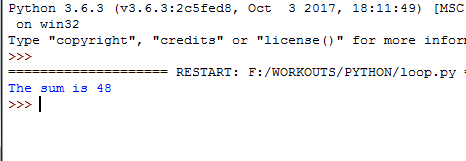 Python 3.6.3 (v3.6.3:2c5fed8, Oct  3 2017, 18:11:49) [MSC
 on win32
Type "copyright", "credits" or "license()" for more infor
>>>
==================== RESTART: F:/WORKOUTS/PYTHON/loop.py =
The sum is 48
>>>